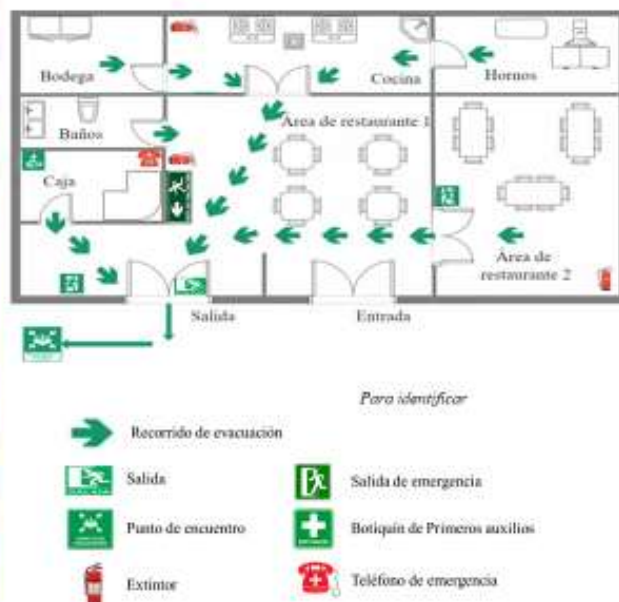 Bodega
Cocina
Hornos
Baños
Área de restaurante 1
Caja
Área de
restaurante 2
Salida
Entrada
Para identificar
Recorrido de evacuación
Salida
Salida de emergencia
Punto de encuentro
Botiquín de Primeros auxilios
Extintor
Teléfono de emergencia